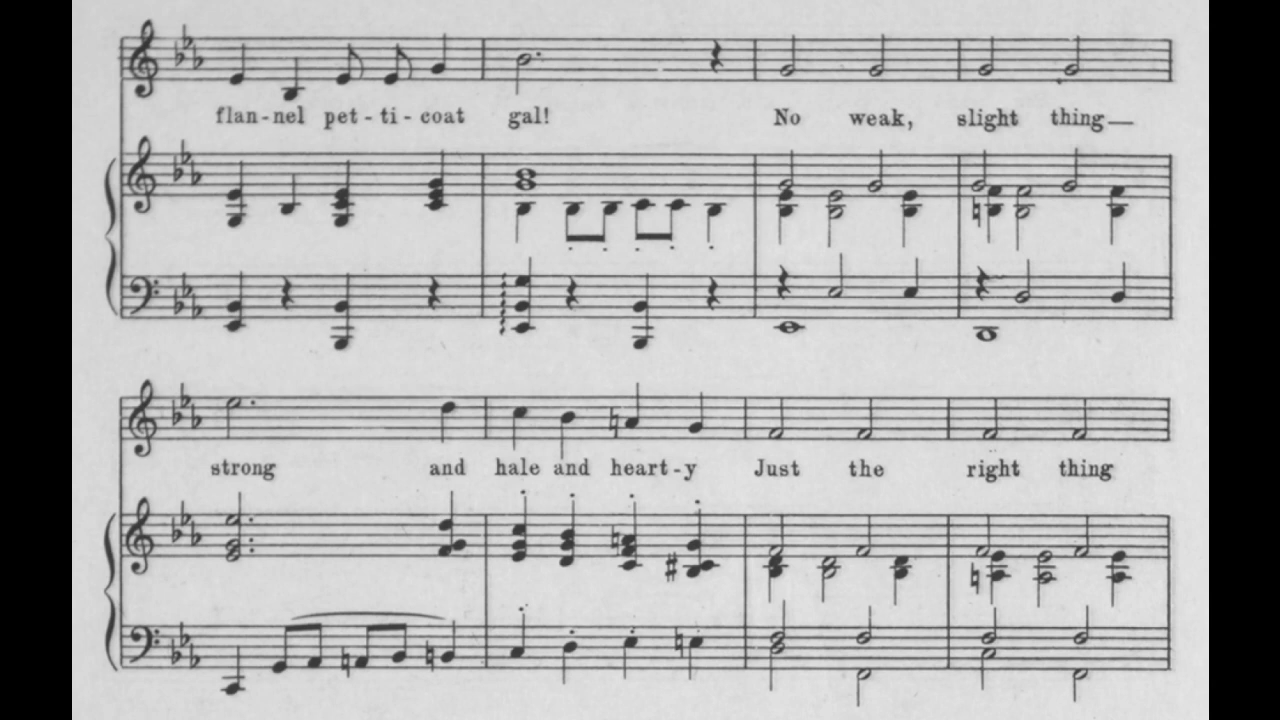 flan-nel pet-ti-coat gal! No weak, slight thing—
strong and hale and heart-y Just the right thing